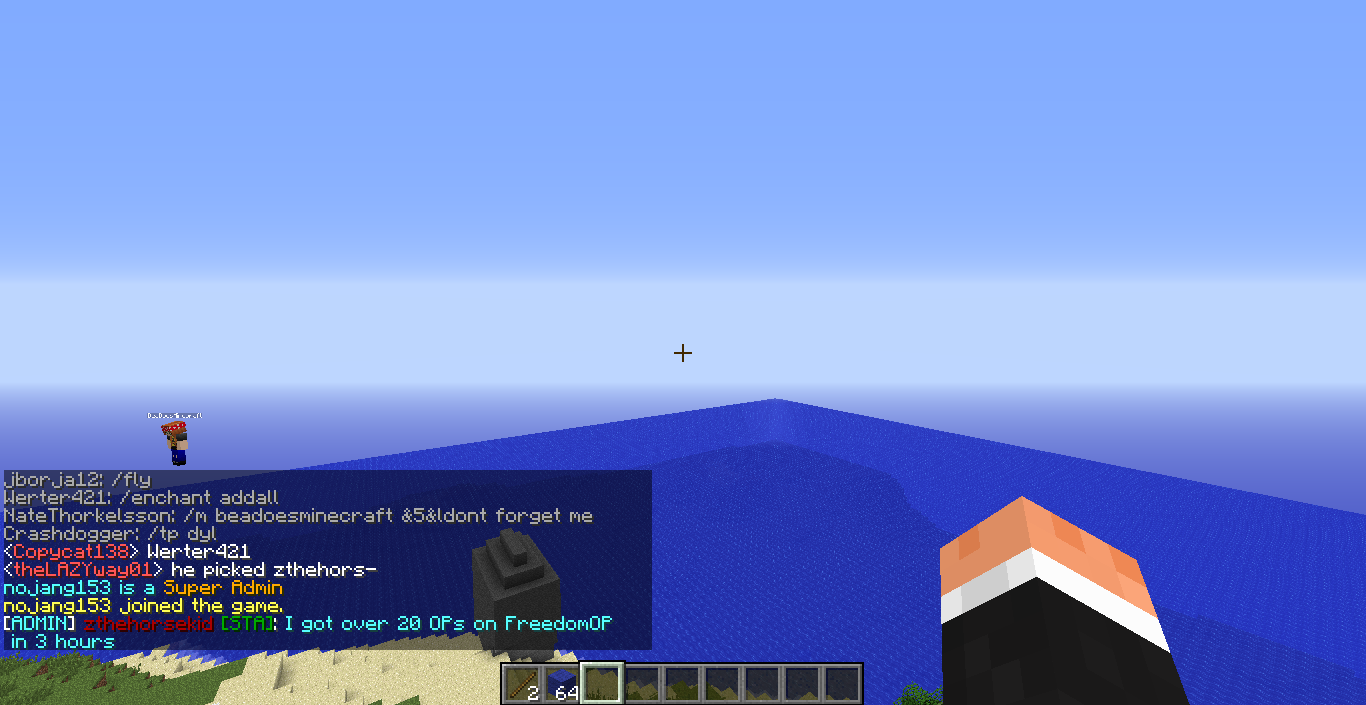 BeaDoesMinecraft
jborja12: /fly
Werter421: /enchant addall
NateThorkelsson: /m beadoesminecraft &5&ldont forget me
Crashdogger: /tp dyl
<Copycat138> Werter421
<theLAZYway01> he picked zthehors-
nojang153 is a Super Admin
nojang153 joined the game.
[ADMIN] zthehorsekid [STA]: I got over 20 OPs on FreedomOP
in 3 hours
2 64